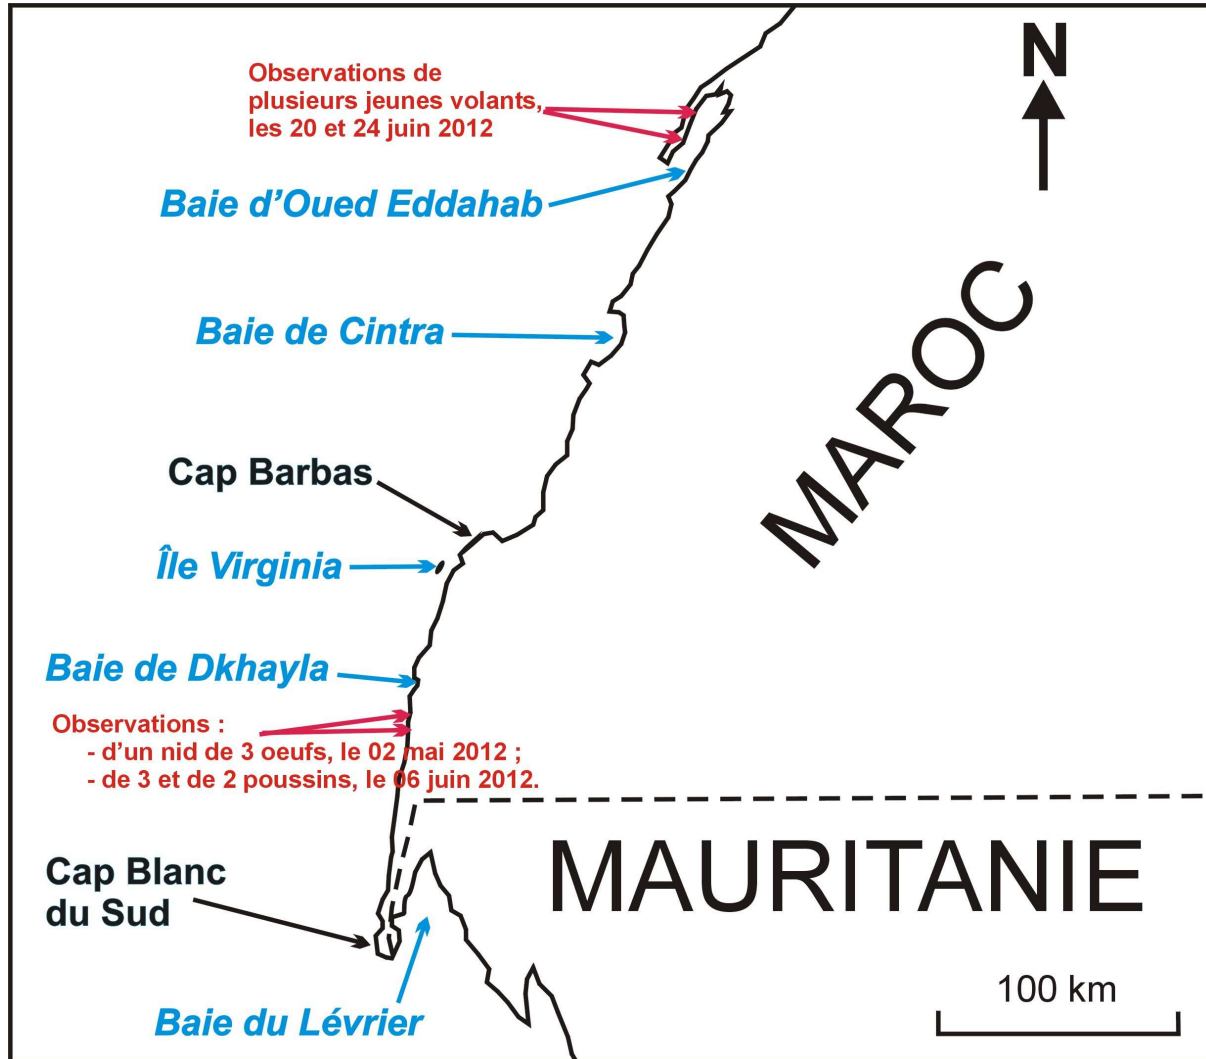 N
Observations de
plusieurs jeunes volants,
les 20 et 24 juin 2012
Baie d’Oued Eddahab
Baie de Cintra
MAROC
Cap Barbas
Île Virginia
Baie de Dkhayla
Observations :
- d’un nid de 3 oeufs, le 02 mai 2012 ;
- de 3 et de 2 poussins, le 06 juin 2012.
MAURITANIE
Cap Blanc
du Sud
100 km
Baie du Lévrier